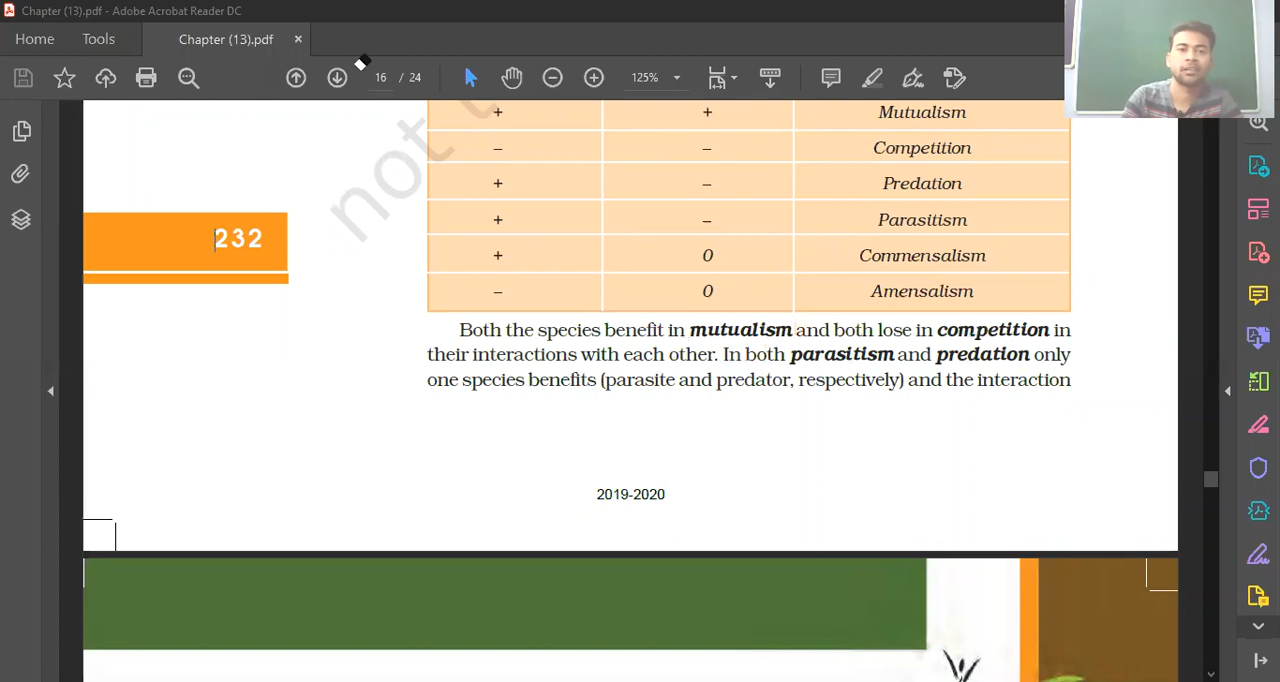 Chapter (13).pdf - Adobe Acrobat Reader DC
Home Tools Chapter (13).pdf ×
16 / 24 125%
not
+ + Mutualism
– – Competition
+ – Predation
+ – Parasitism
+ 0 Commensalism
– 0 Amensalism
232
Both the species benefit in mutualism and both lose in competition in
their interactions with each other. In both parasitism and predation only
one species benefits (parasite and predator, respectively) and the interaction
2019-2020